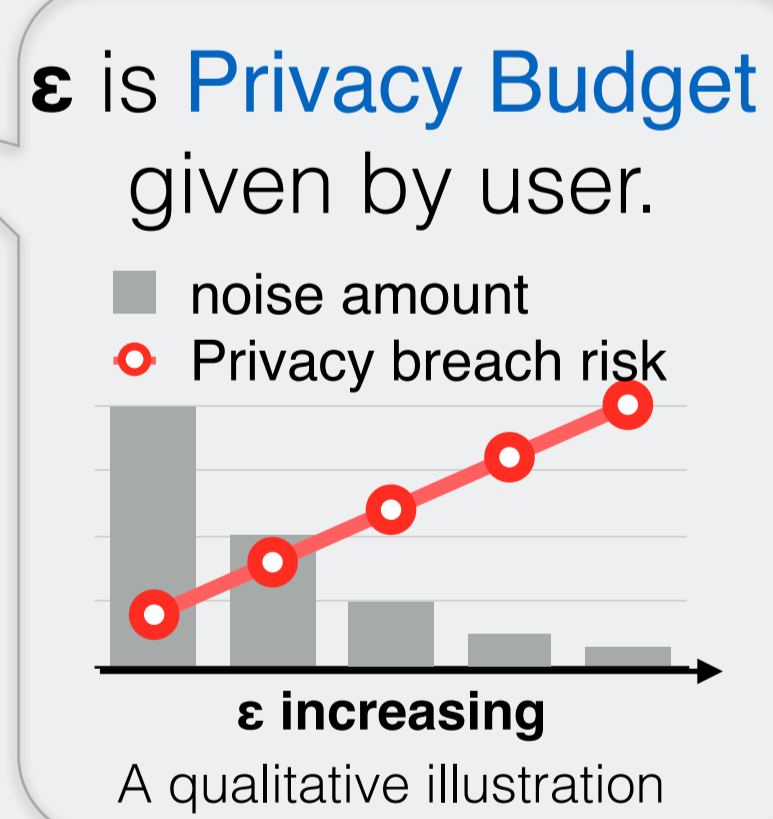 ε is Privacy Budget
given by user.
noise amount
Privacy breach risk
ε increasing
A qualitative illustration